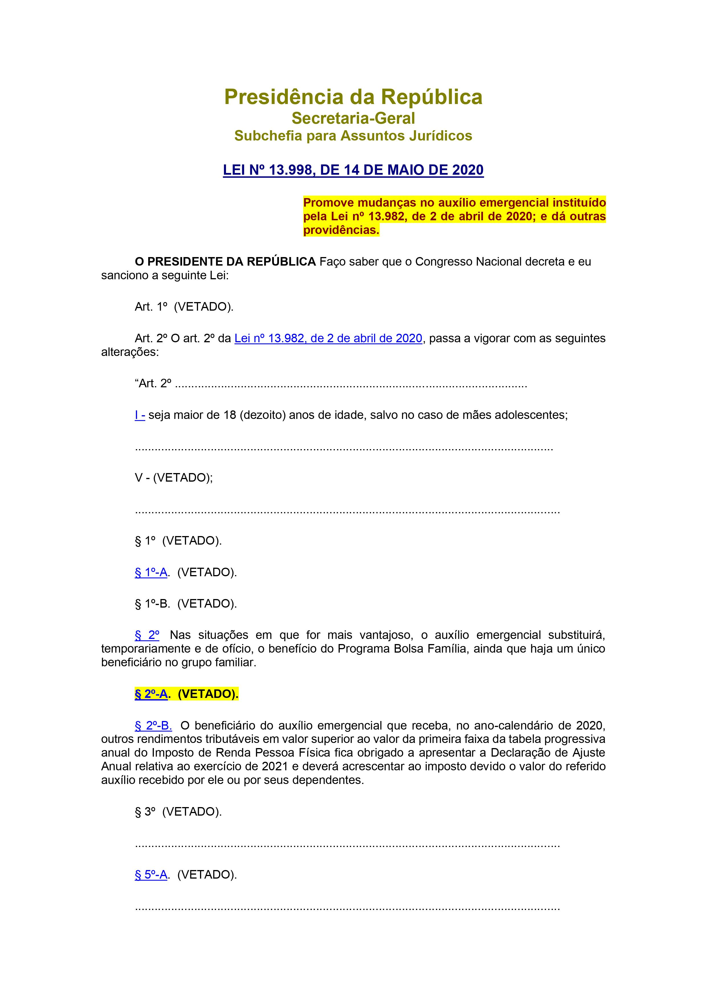 Presidência da República
Secretaria-Geral
Subchefia para Assuntos Jurídicos
LEI Nº 13.998, DE 14 DE MAIO DE 2020
Promove mudanças no auxílio emergencial instituído
pela Lei nº 13.982, de 2 de abril de 2020; e dá outras
providências.
O PRESIDENTE DA REPÚBLICA Faço saber que o Congresso Nacional decreta e eu
sanciono a seguinte Lei:
Art. 1º (VETADO).
Art. 2º O art. 2º da Lei nº 13.982, de 2 de abril de 2020, passa a vigorar com as seguintes
alterações:
“Art. 2º ...........................................................................................................
I - seja maior de 18 (dezoito) anos de idade, salvo no caso de mães adolescentes;
...............................................................................................................................
V - (VETADO);
.................................................................................................................................
§ 1º (VETADO).
§ 1º-A. (VETADO).
§ 1º-B. (VETADO).
§ 2º Nas situações em que for mais vantajoso, o auxílio emergencial substituirá,
temporariamente e de ofício, o benefício do Programa Bolsa Família, ainda que haja um único
beneficiário no grupo familiar.
§ 2º-A. (VETADO).
§ 2º-B. O beneficiário do auxílio emergencial que receba, no ano-calendário de 2020,
outros rendimentos tributáveis em valor superior ao valor da primeira faixa da tabela progressiva
anual do Imposto de Renda Pessoa Física fica obrigado a apresentar a Declaração de Ajuste
Anual relativa ao exercício de 2021 e deverá acrescentar ao imposto devido o valor do referido
auxílio recebido por ele ou por seus dependentes.
§ 3º (VETADO).
.................................................................................................................................
§ 5º-A. (VETADO).
.................................................................................................................................